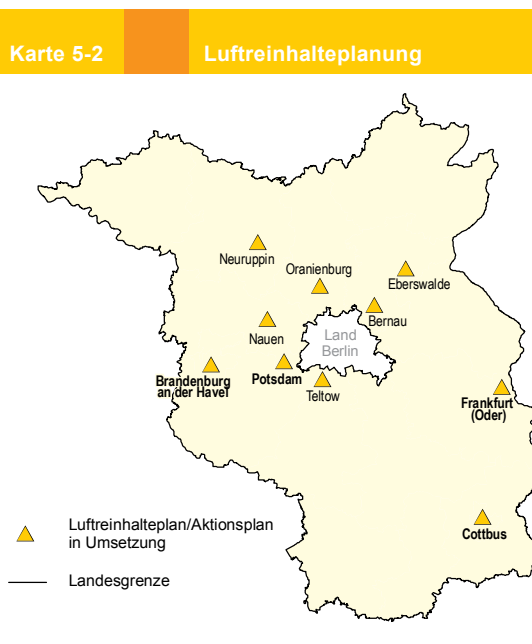 Karte 5-2 Luftreinhalteplanung
Neuruppin
Oranienburg
Eberswalde
Bernau
Nauen
Land
Berlin
Brandenburg
an der Havel
Potsdam
Teltow
Frankfurt
(Oder)
Cottbus
Luftreinhalteplan/Aktionsplan
in Umsetzung
Landesgrenze